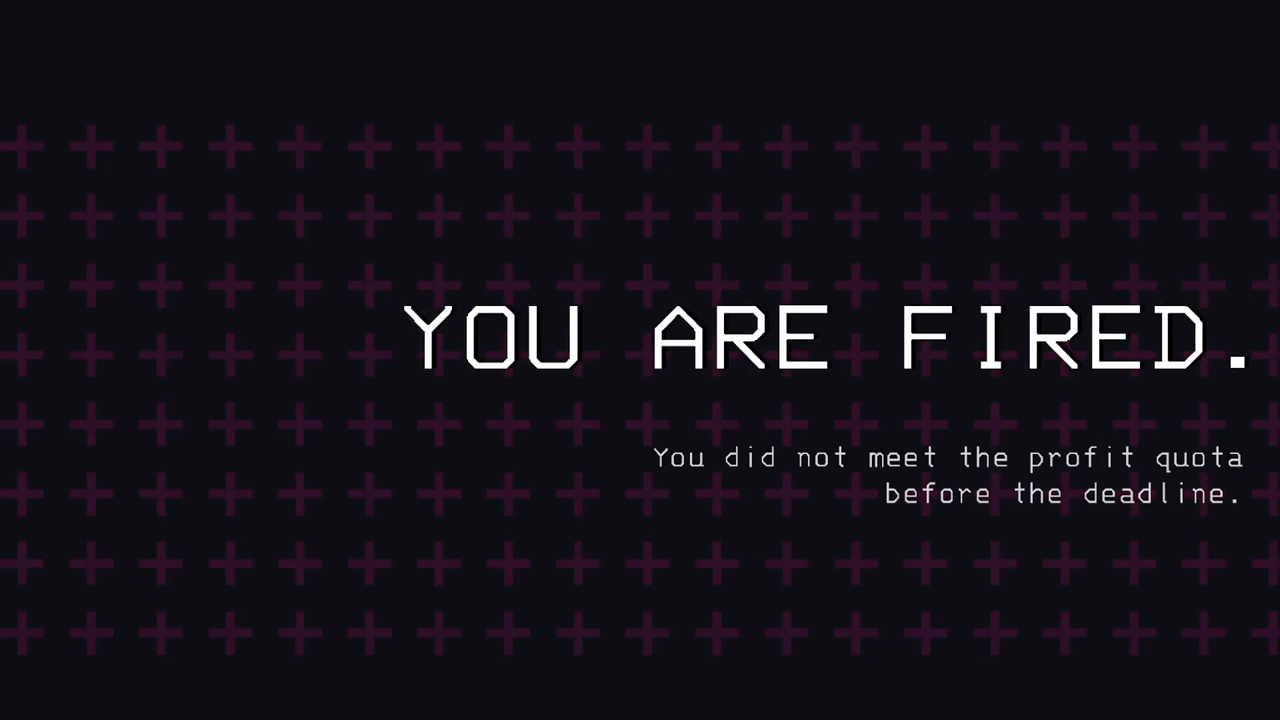 YOU ARE FIRED.
You did not meet the profit quota
before the deadline.